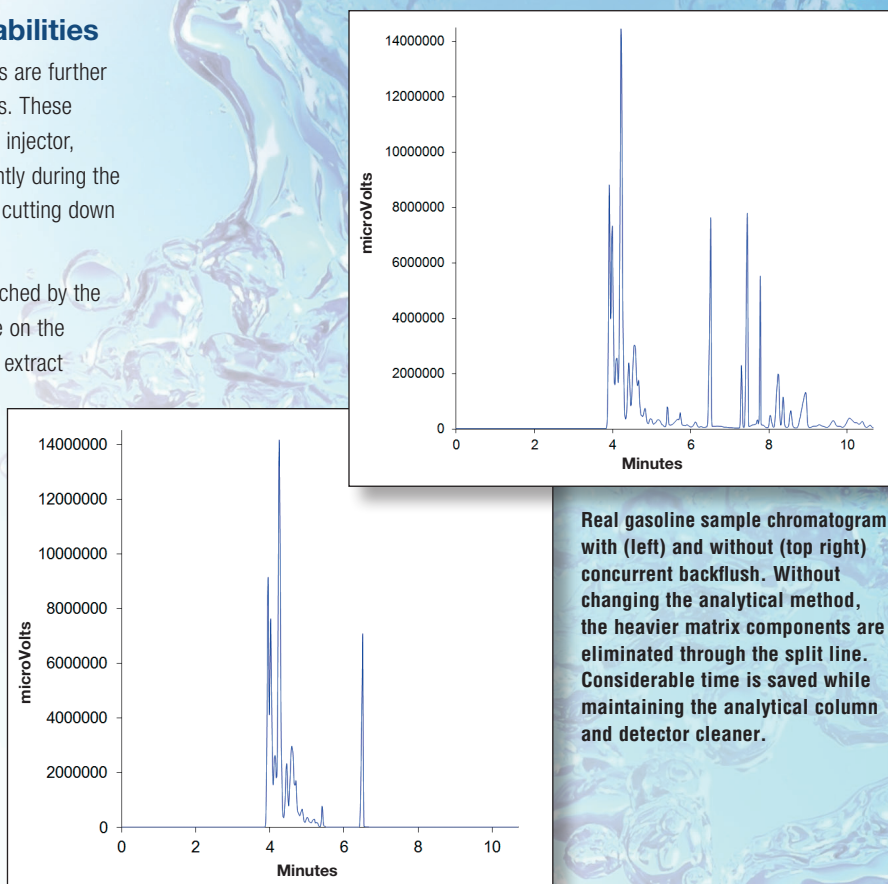 abilities
s are further
s. These
injector,
ntly during the
cutting down
ched by the
e on the
extract
14000000
12000000
10000000
8000000
6000000
4000000
2000000
0
microVolts
0 2 4 6 8 10
Minutes
14000000
12000000
10000000
8000000
6000000
4000000
2000000
0
microVolts
0 2 4 6 8 10
Minutes
Real gasoline sample chromatogram
with (left) and without (top right)
concurrent backflush. Without
changing the analytical method,
the heavier matrix components are
eliminated through the split line.
Considerable time is saved while
maintaining the analytical column
and detector cleaner.